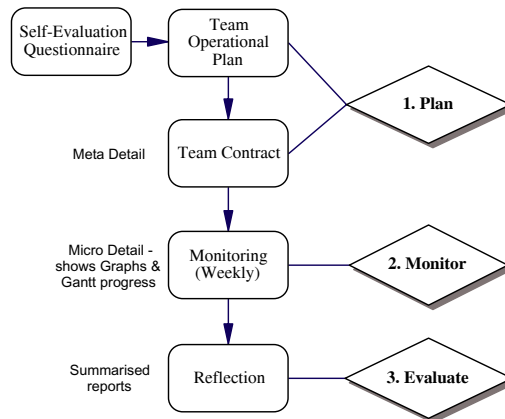 Self-Evaluation
Questionnaire
Team
Operational
Plan
1. Plan
Meta Detail
Team Contract
Micro Detail -
shows Graphs &
Gantt progress
Monitoring
(Weekly)
2. Monitor
Summarised
reports
Reflection
3. Evaluate